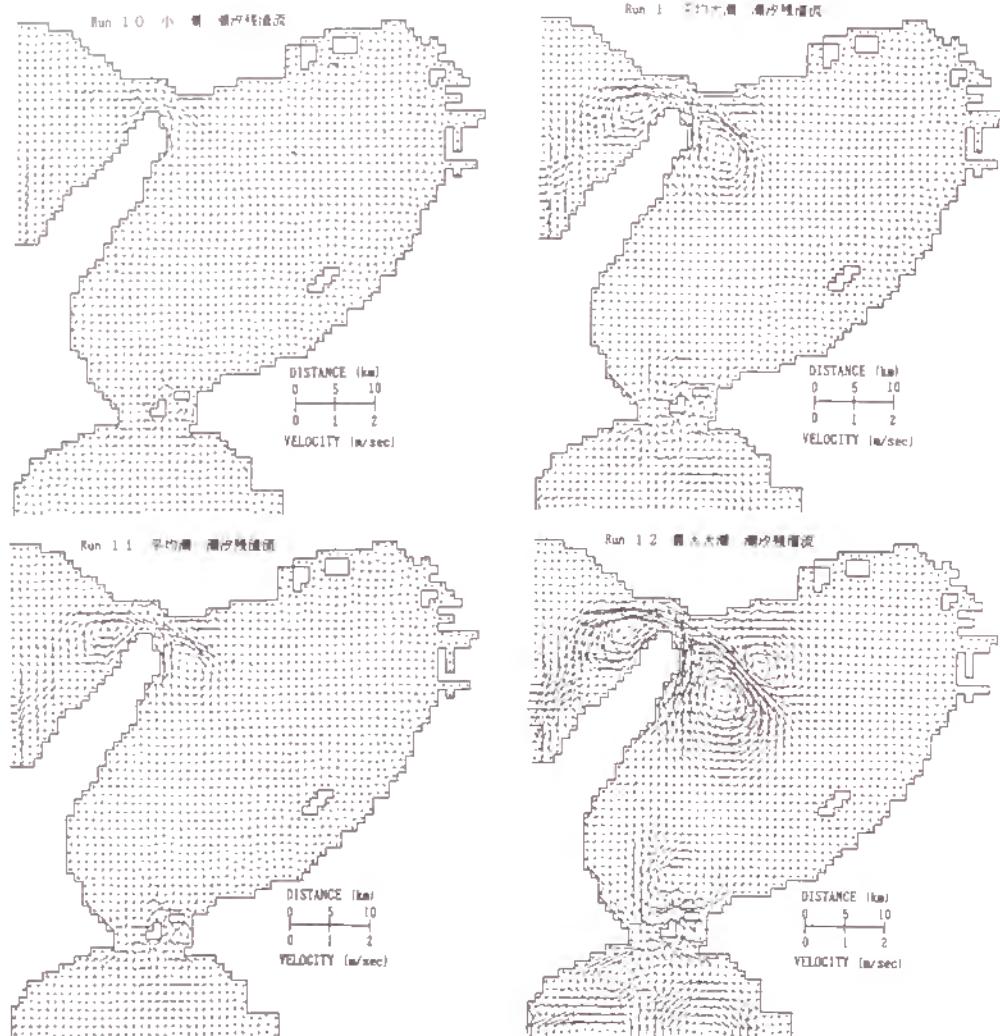 Run 10 小 潮 潮汐残差流
Run 1 平均大潮 潮汐残差流
DISTANCE (km)
0 5 10
0 1 2
VELOCITY (m/sec)
DISTANCE (km)
0 5 10
0 1 2
VELOCITY (m/sec)
Run 11 平均潮 潮汐残差流
Run 12 最大大潮 潮汐残差流
DISTANCE (km)
0 5 10
0 1 2
VELOCITY (m/sec)
DISTANCE (km)
0 5 10
0 1 2
VELOCITY (m/sec)